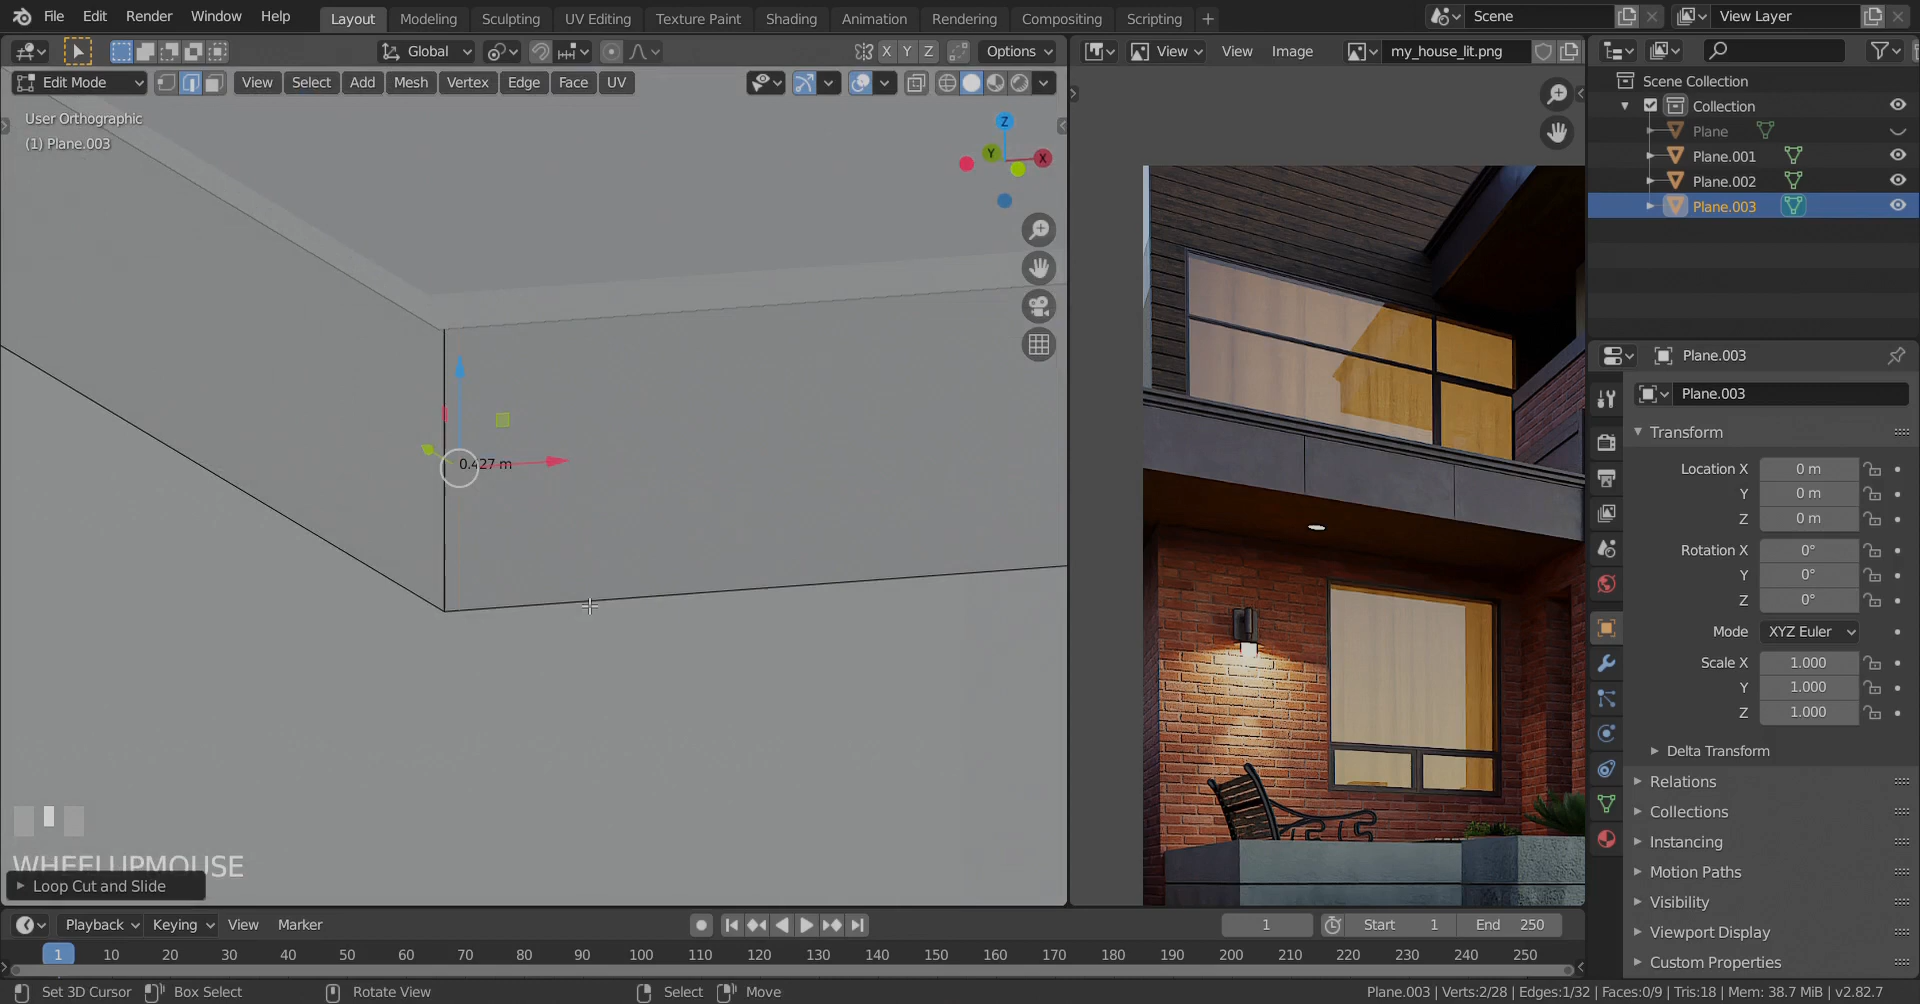 File Edit Render Window Help
Layout Modeling Sculpting UV Editing Texture Paint Shading Animation Rendering Compositing Scripting +
Scene
View Layer
Global
X Y Z
Options
View View Image
my_house_lit.png
Edit Mode
View Select Add Mesh Vertex Edge Face UV
Scene Collection
Collection
Plane
Plane.001
Plane.002
Plane.003
User Orthographic
(1) Plane.003
Z
Y
X
0.427 m
Plane.003
Plane.003
Transform
Location X 0 m
Y 0 m
Z 0 m
Rotation X 0°
Y 0°
Z 0°
Mode XYZ Euler
Scale X 1.000
Y 1.000
Z 1.000
Delta Transform
Relations
Collections
Instancing
Motion Paths
Visibility
Viewport Display
Custom Properties
WHEELUPMOUSE
Loop Cut and Slide
Playback Keying View Marker
1
Start 1
End 250
1 10 20 30 40 50 60 70 80 90 100 110 120 130 140 150 160 170 180 190 200 210 220 230 240 250
Set 3D Cursor Box Select Rotate View Select Move
Plane.003 | Verts:2/28 | Edges:1/32 | Faces:0/9 | Tris:18 | Mem: 38.7 MiB | v2.82.7